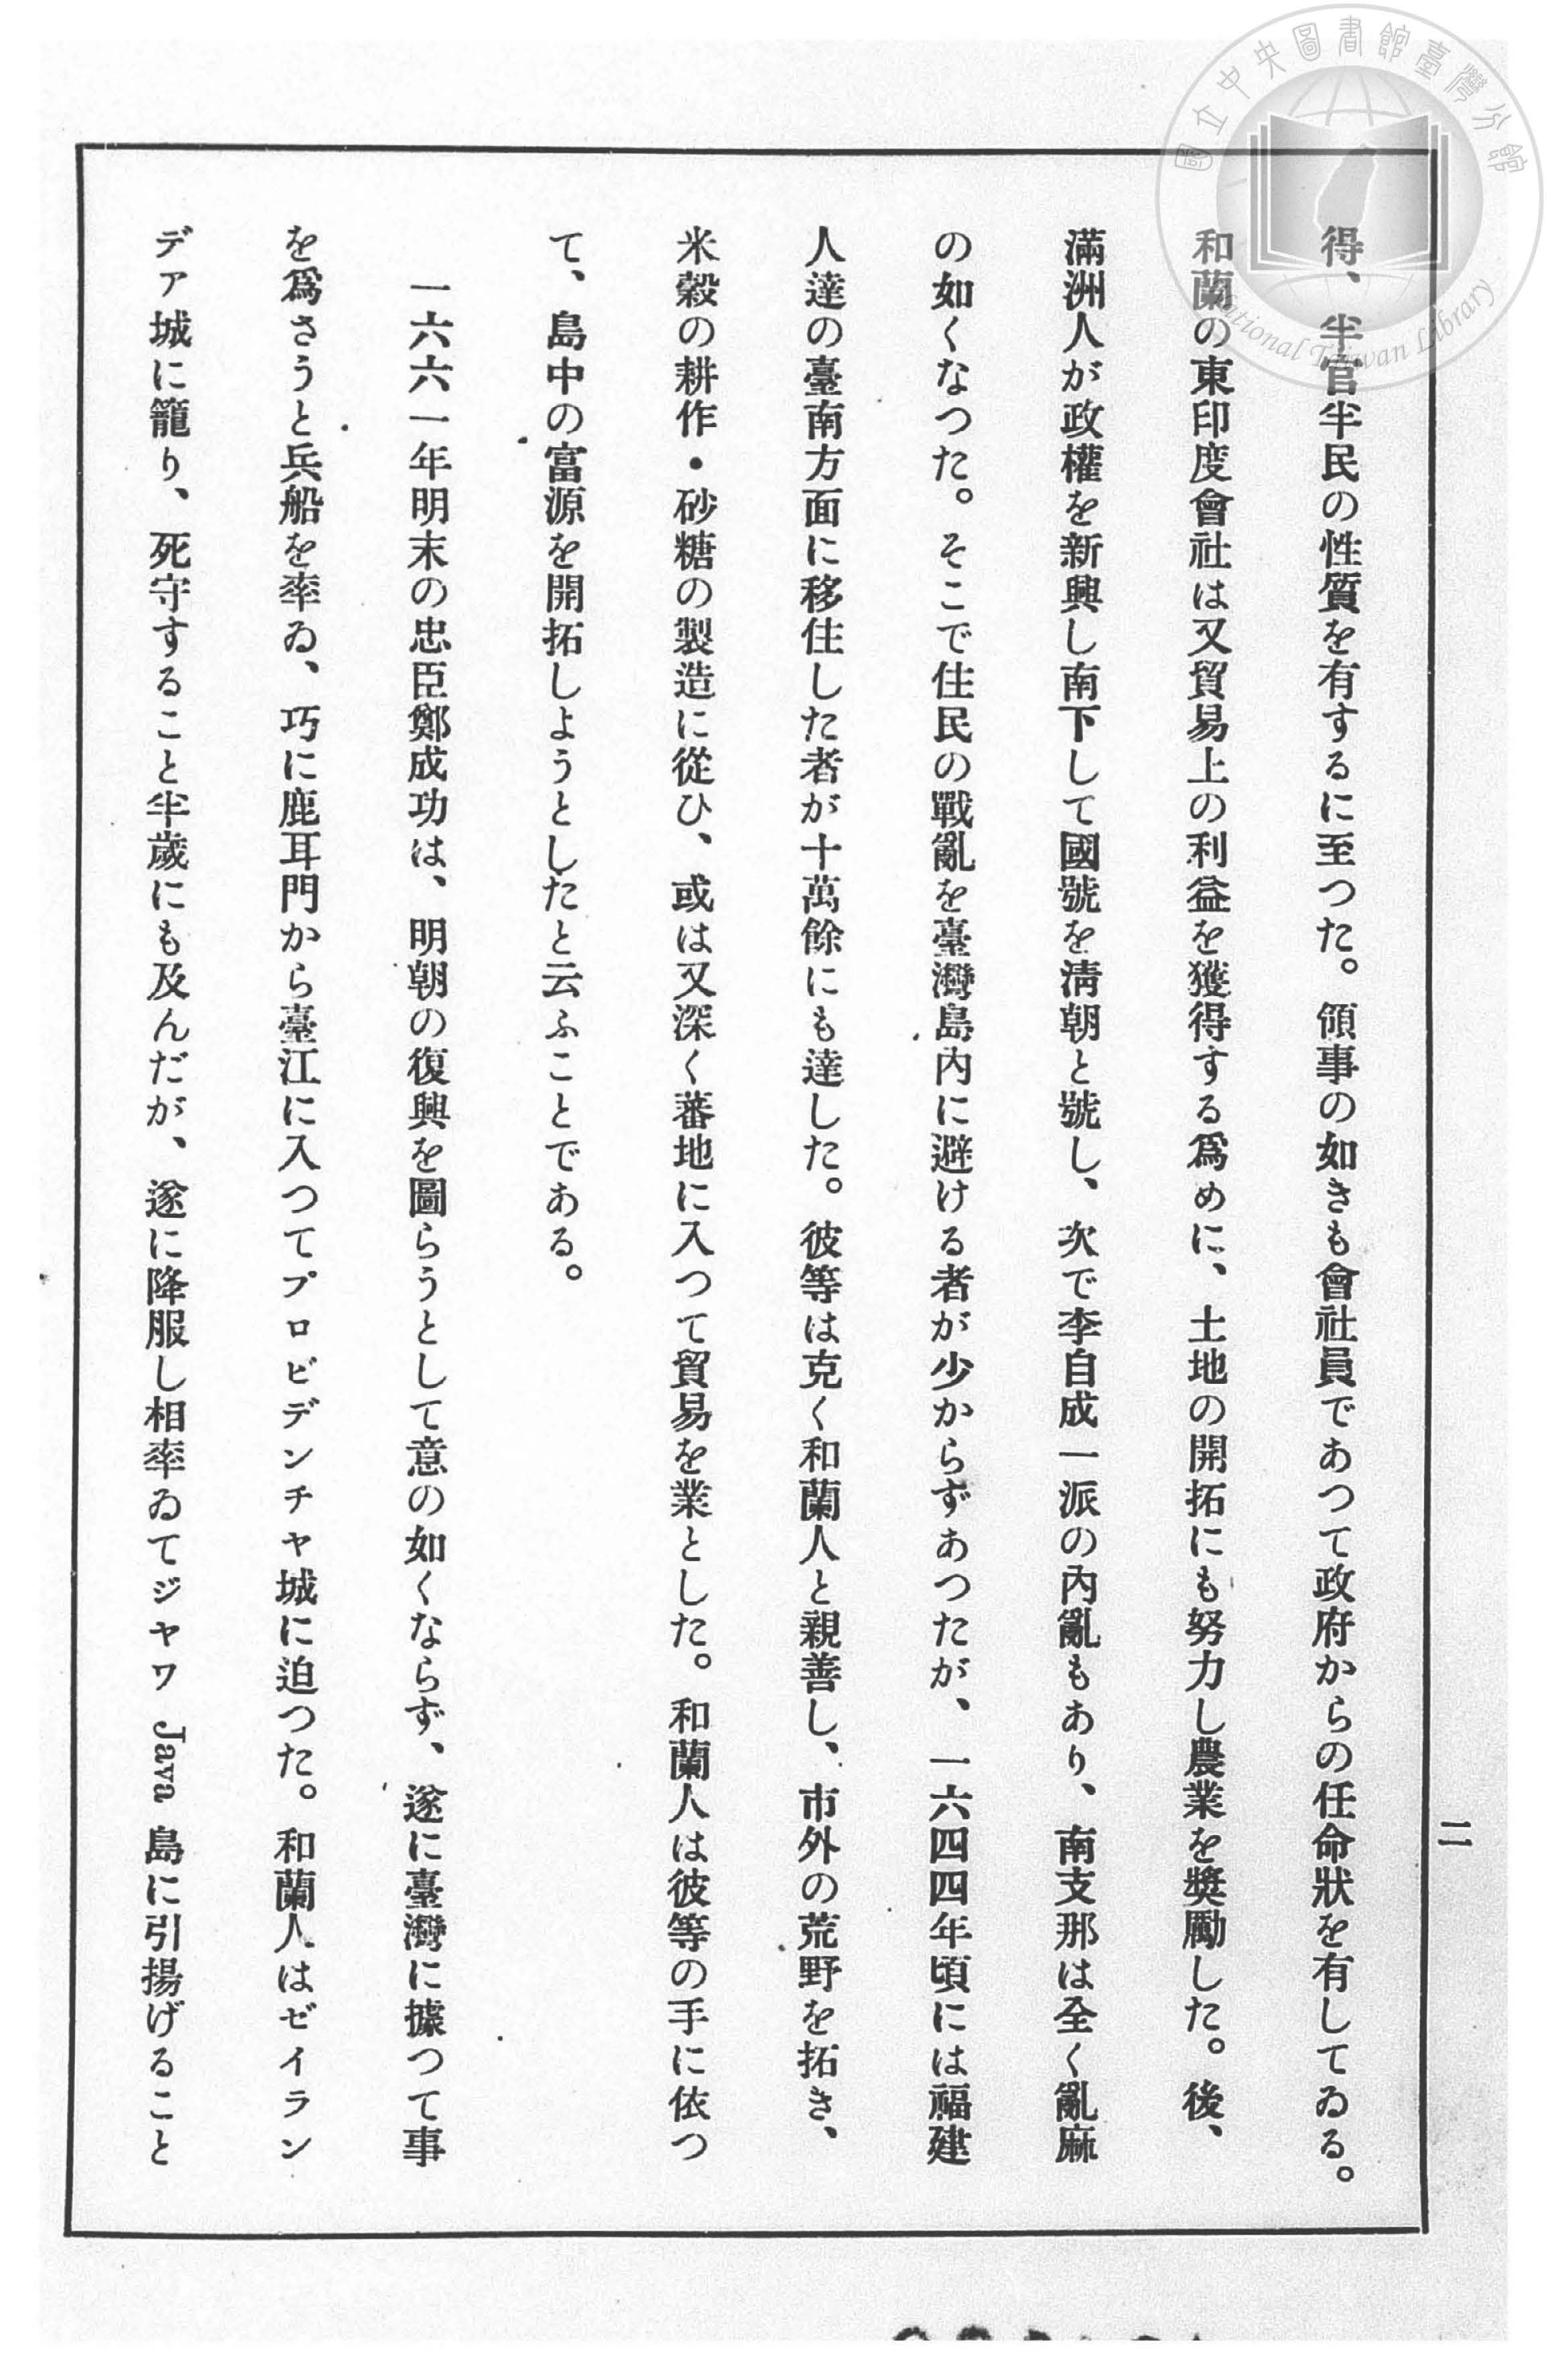 國立中央圖書館臺灣分館
National Taiwan Library
二
得、半官半民の性質を有するに至つた。領事の如きも會社員であつて政府からの任命狀を有してゐる。
和蘭の東印度會社は又貿易上の利益を獲得する爲めに、土地の開拓にも努力し農業を獎勵した。後、
滿洲人が政權を新興し南下して國號を淸朝と號し、次で李自成一派の內亂もあり、南支那は全く亂麻
の如くなつた。そこで住民の戰亂を臺灣島內に避ける者が少からずあつたが、一六四四年頃には福建
人達の臺南方面に移住した者が十萬餘にも達した。彼等は克く和蘭人と親善し、市外の荒野を拓き、
米穀の耕作・砂糖の製造に從ひ、或は又深く蕃地に入つて貿易を業とした。和蘭人は彼等の手に依つ
て、島中の富源を開拓しようとしたと云ふことである。
一六六一年明末の忠臣鄭成功は、明朝の復興を圖らうとして意の如くならず、遂に臺灣に據つて事
を爲さうと兵船を率ゐ、巧に鹿耳門から臺江に入つてプロビデンチヤ城に迫つた。和蘭人はゼイラン
デア城に籠り、死守すること半歲にも及んだが、遂に降服し相率ゐてジヤワ Java 島に引揚げること